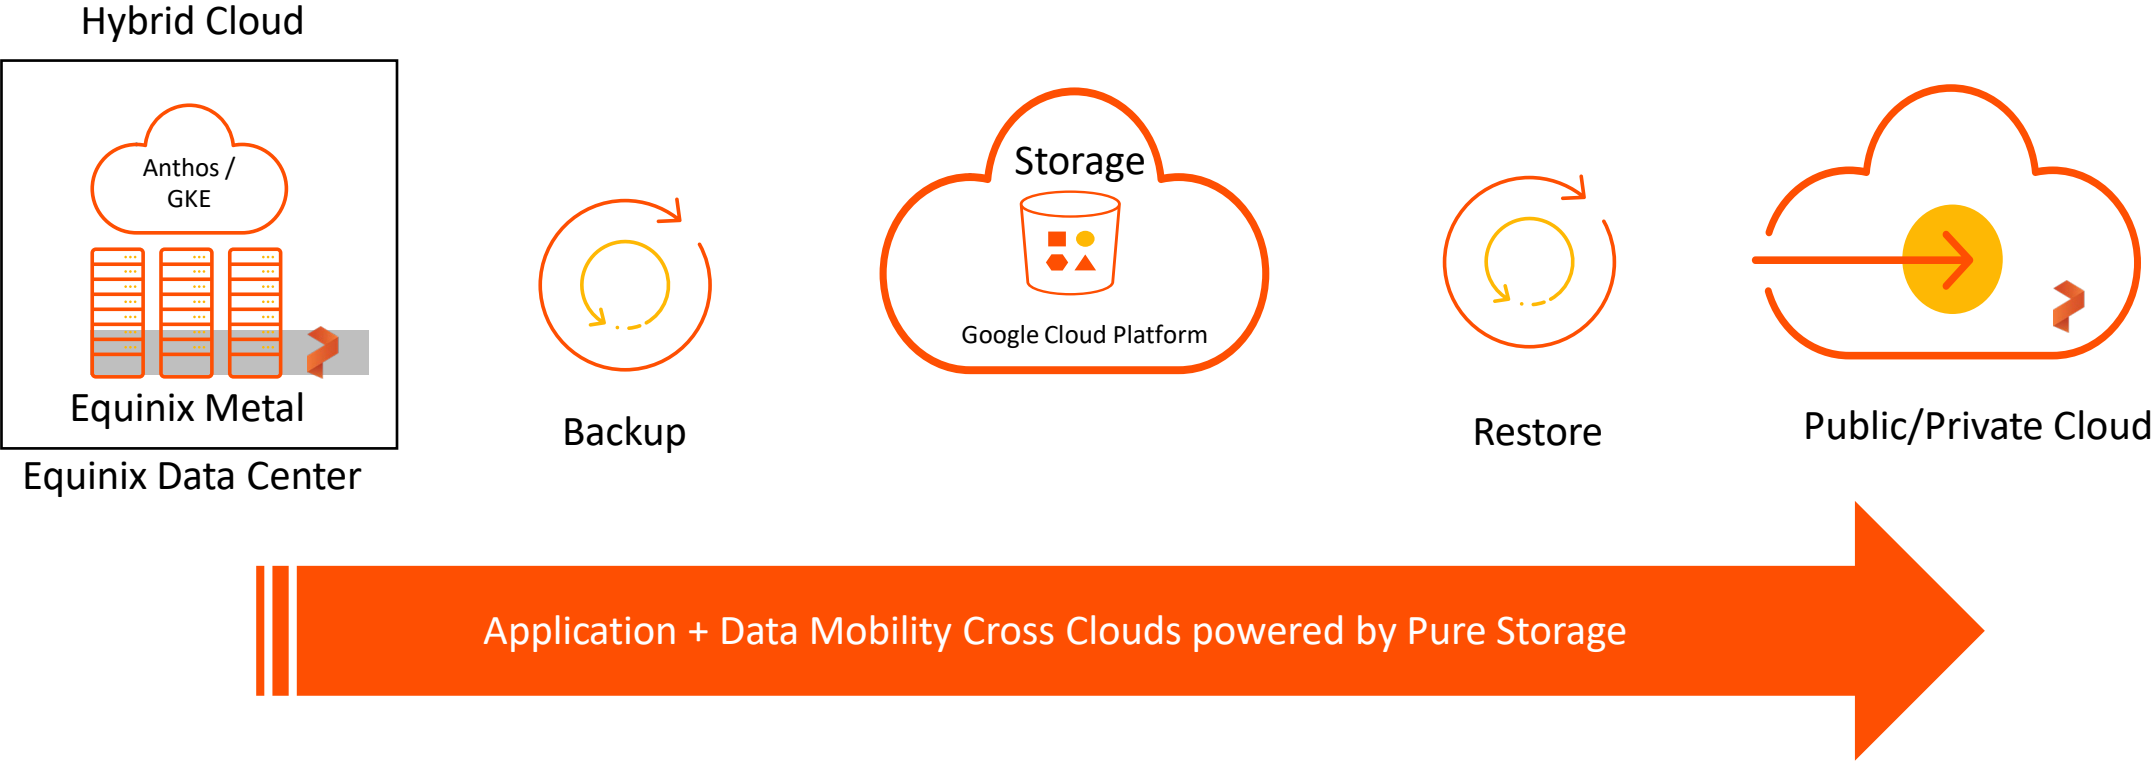 Hybrid Cloud
Anthos /
GKE
Equinix Metal
Equinix Data Center
Backup
Storage
Google Cloud Platform
Restore
Public/Private Cloud
Application + Data Mobility Cross Clouds powered by Pure Storage